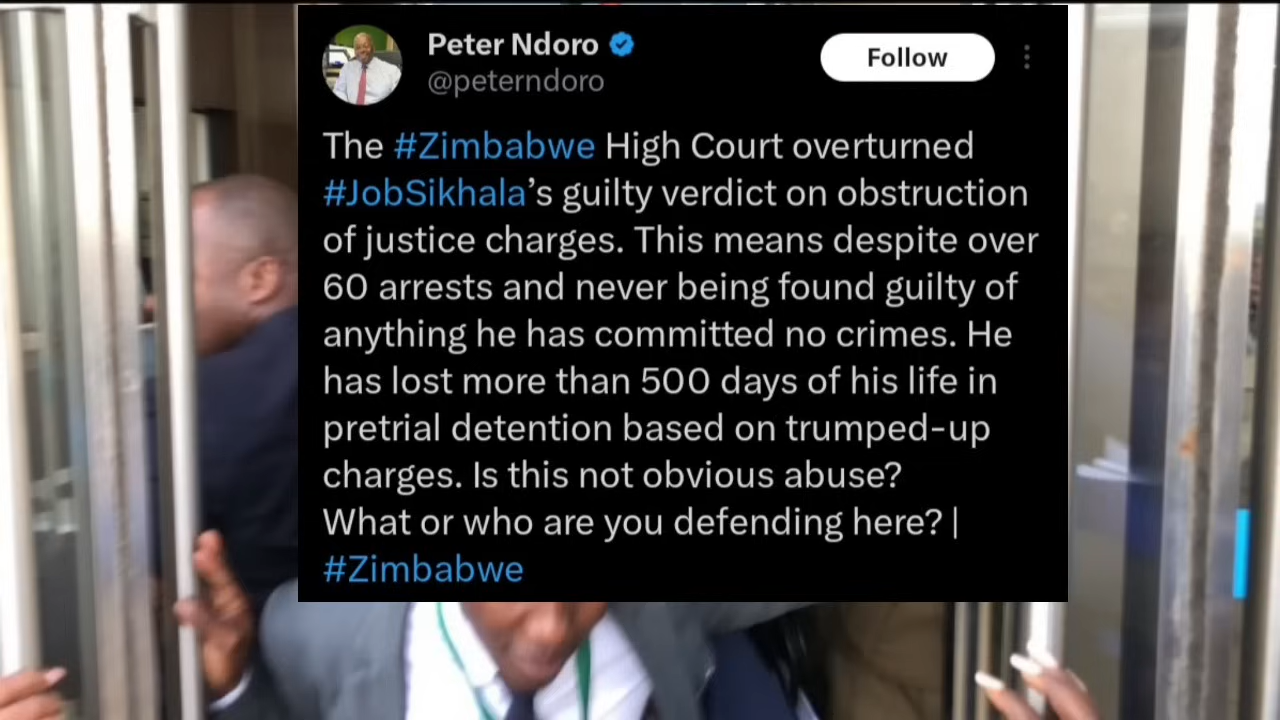 Peter Ndoro
@peterndoro
Follow
The #Zimbabwe High Court overturned
#JobSikhala’s guilty verdict on obstruction
of justice charges. This means despite over
60 arrests and never being found guilty of
anything he has committed no crimes. He
has lost more than 500 days of his life in
pretrial detention based on trumped-up
charges. Is this not obvious abuse?
What or who are you defending here? |
#Zimbabwe